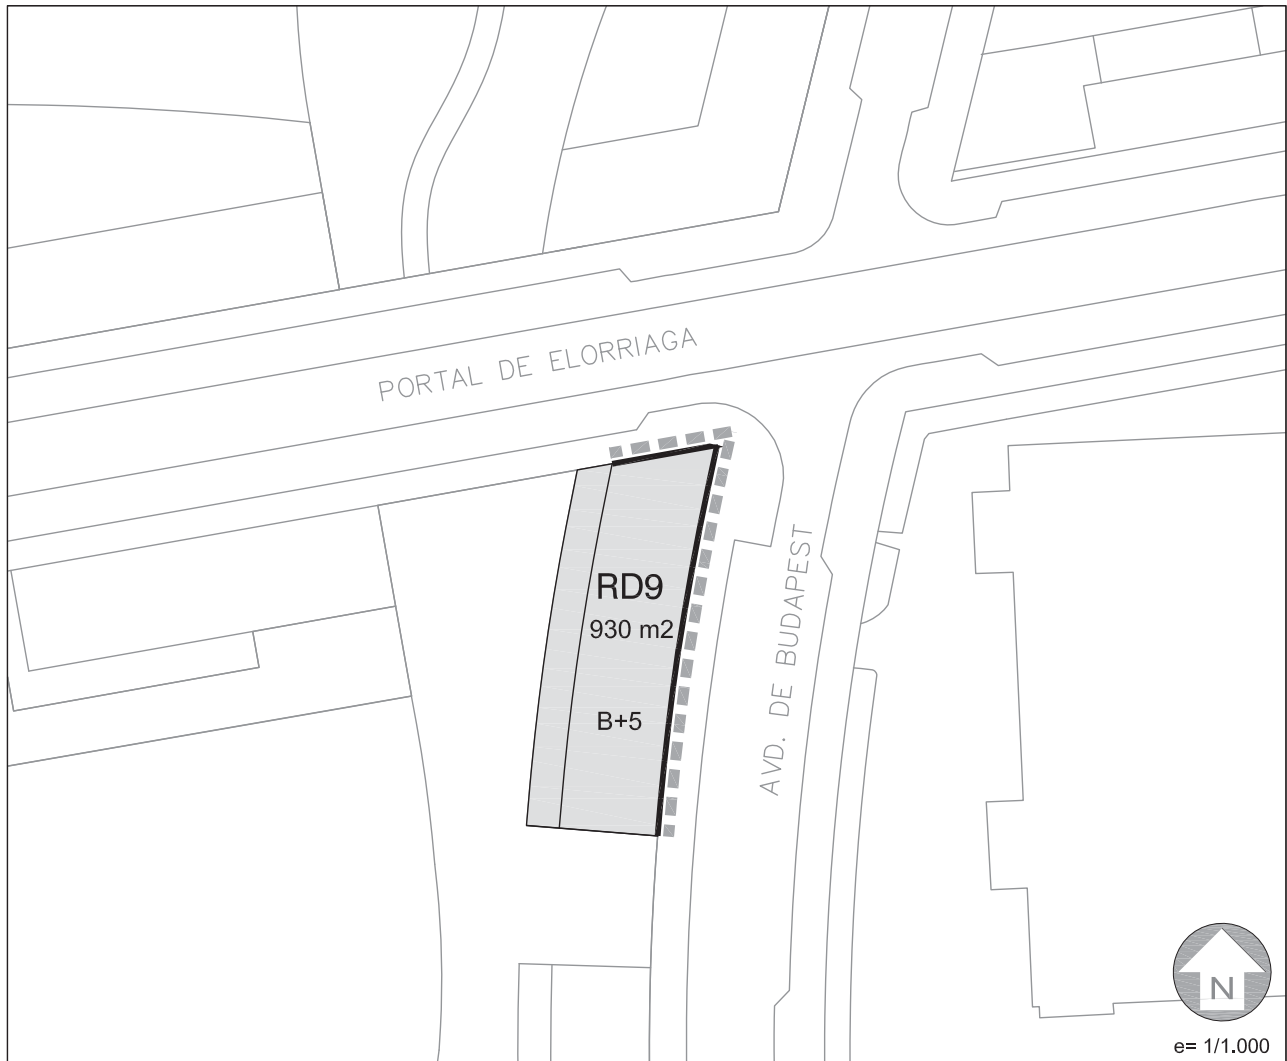 PORTAL DE ELORRIAGA
RD9
930 m2
B+5
AVD. DE BUDAPEST
N
e= 1/1.000